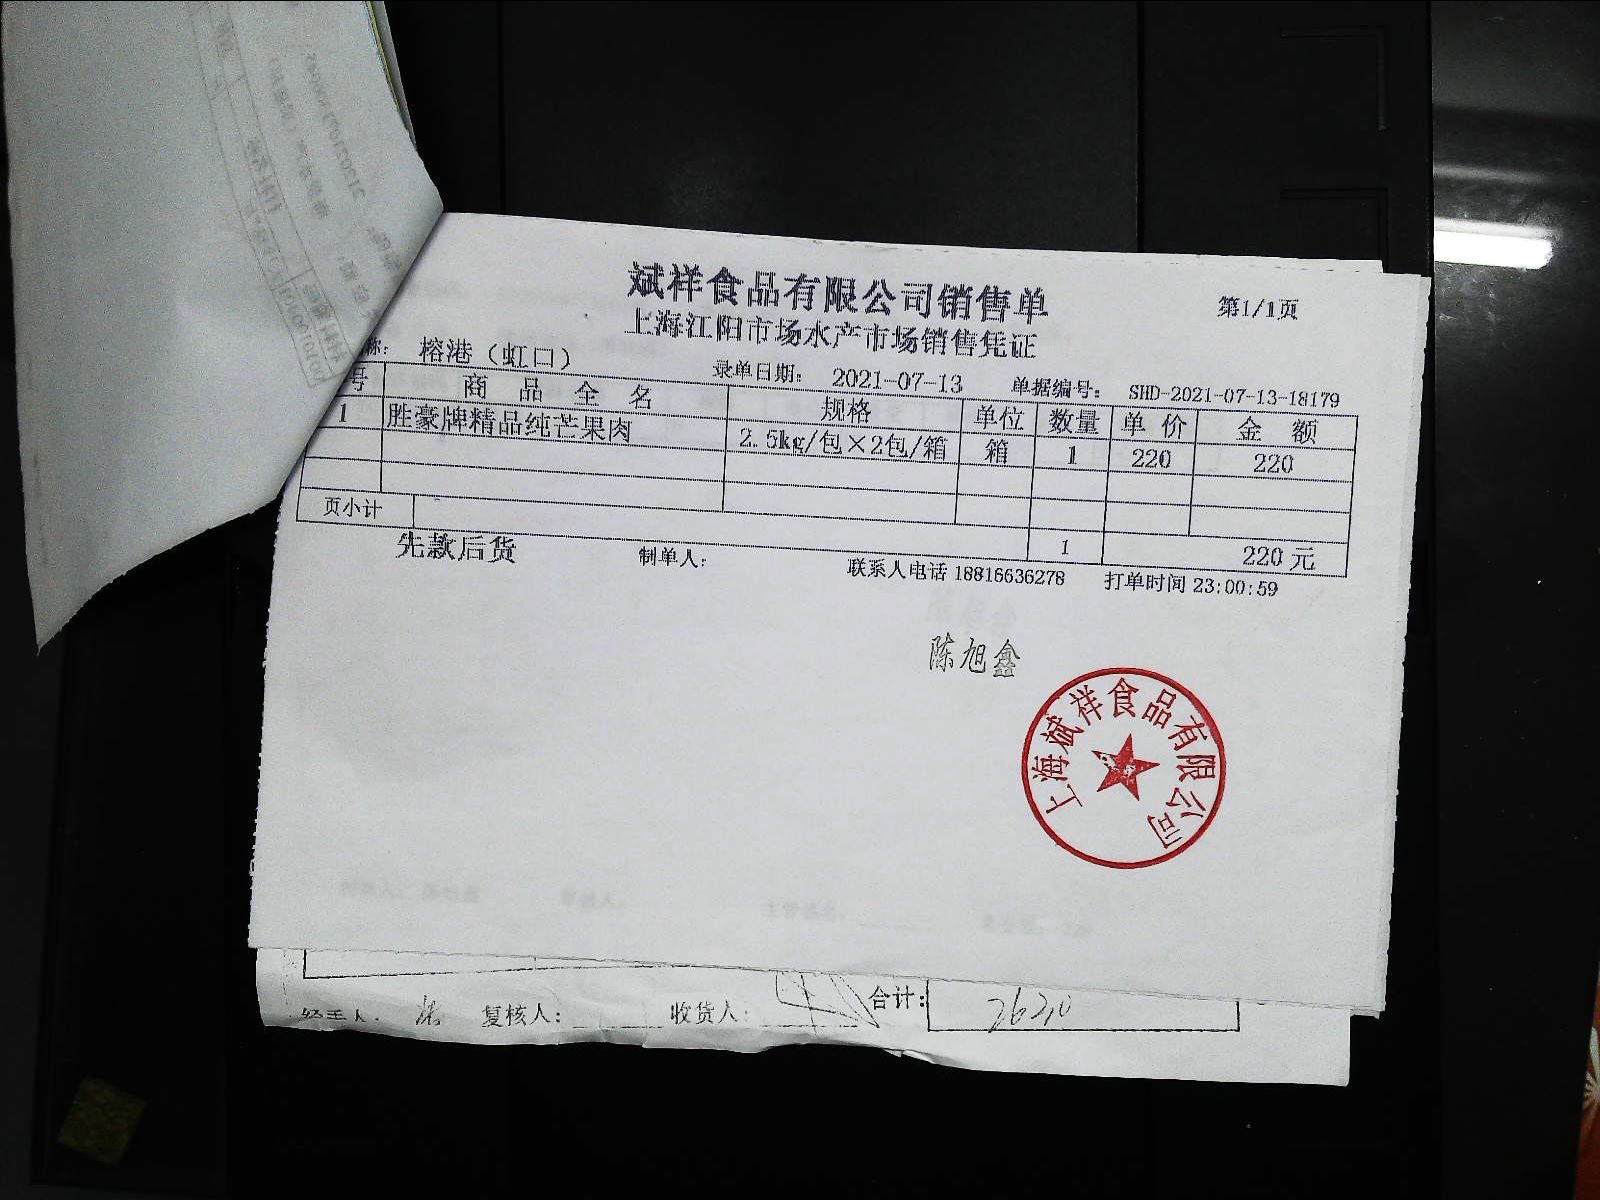 斌祥食品有限公司销售单
第1/1页
上海江阳市场水产市场销售凭证
称: 榕港（虹口） 录单日期: 2021-07-13 单据编号: SHD-2021-07-13-18179
号 商品全名 规格 单位 数量 单价 金额
1 胜豪牌精品纯芒果肉 2.5kg/包×2包/箱 箱 1 220 220
页小计 1 220元
先款后货 制单人: 联系人电话 18816636278 打单时间 23:00:59
陈旭鑫
上海斌祥食品有限公司
经手人: 复核人: 收货人: 合计: